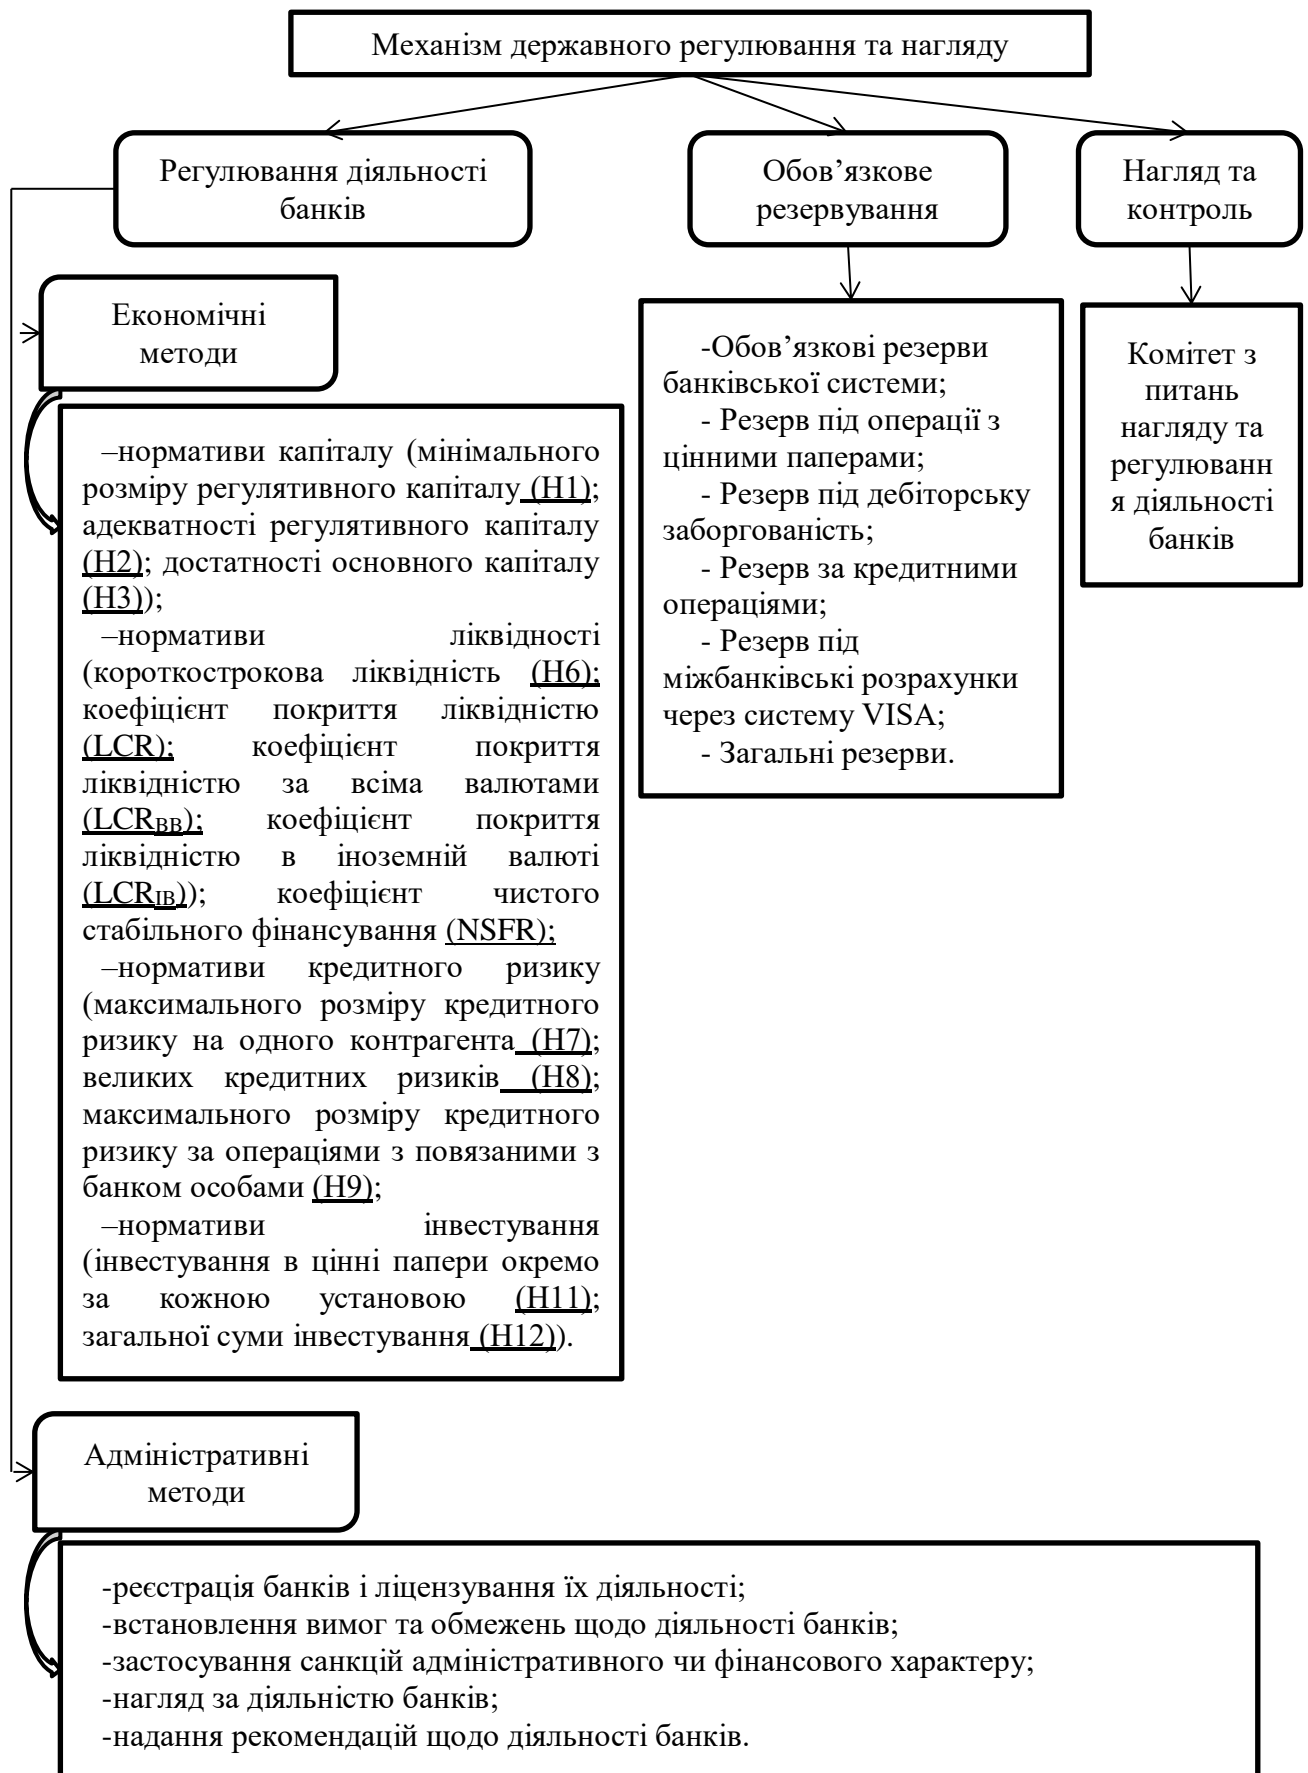 Механізм державного регулювання та нагляду
Регулювання діяльності
банків
Обов’язкове
резервування
Нагляд та
контроль
Економічні
методи
–нормативи капіталу (мінімального
розміру регулятивного капіталу (Н1);
адекватності регулятивного капіталу
(Н2); достатності основного капіталу
(Н3));
–нормативи ліквідності
(короткострокова ліквідність (Н6);
коефіцієнт покриття ліквідністю
(LCR); коефіцієнт покриття
ліквідністю за всіма валютами
(LCRВВ); коефіцієнт покриття
ліквідністю в іноземній валюті
(LCRІВ)); коефіцієнт чистого
стабільного фінансування (NSFR);
–нормативи кредитного ризику
(максимального розміру кредитного
ризику на одного контрагента (Н7);
великих кредитних ризиків (Н8);
максимального розміру кредитного
ризику за операціями з повязаними з
банком особами (Н9);
–нормативи інвестування
(інвестування в цінні папери окремо
за кожною установою (Н11);
загальної суми інвестування (Н12)).
-Обов’язкові резерви
банківської системи;
- Резерв під операції з
цінними паперами;
- Резерв під дебіторську
заборгованість;
- Резерв за кредитними
операціями;
- Резерв під
міжбанківські розрахунки
через систему VISA;
- Загальні резерви.
Комітет з
питань
нагляду та
регулюванн
я діяльності
банків
Адміністративні
методи
-реєстрація банків і ліцензування їх діяльності;
-встановлення вимог та обмежень щодо діяльності банків;
-застосування санкцій адміністративного чи фінансового характеру;
-нагляд за діяльністю банків;
-надання рекомендацій щодо діяльності банків.